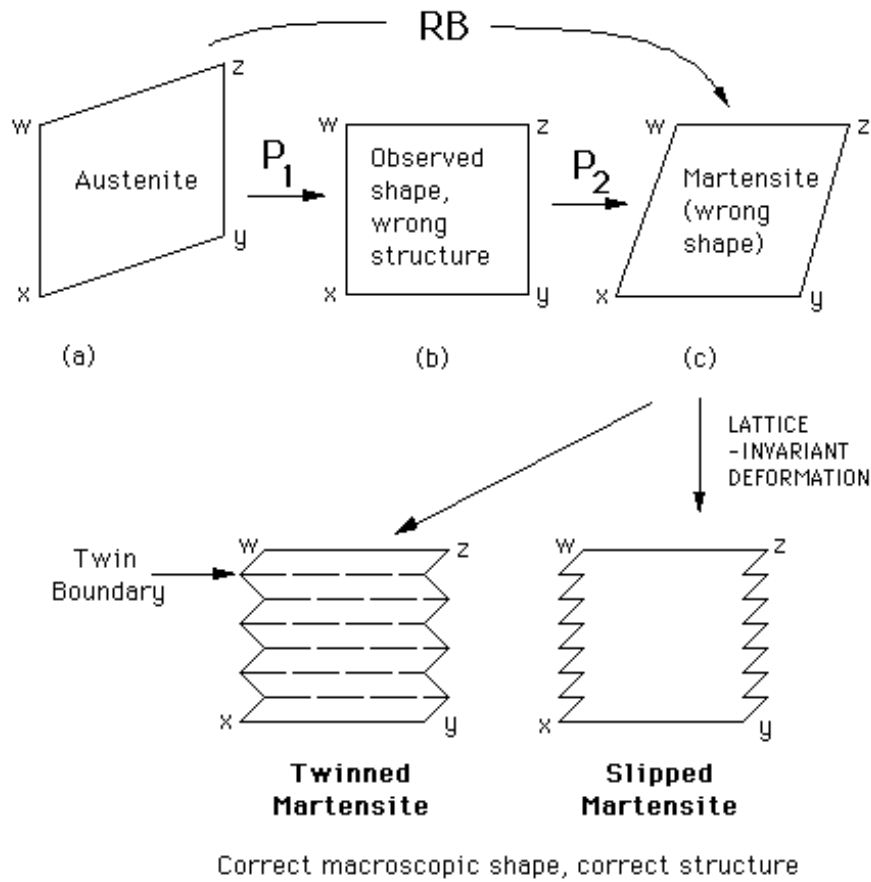 RB
z
w
Austenite
y
x
(a)
P1
w
z
Observed
shape,
wrong
structure
x
y
(b)
P2
w
z
Martensite
(wrong
shape)
x
y
(c)
LATTICE
-INVARIANT
DEFORMATION
Twin
Boundary
w
z
x
y
Twinned
Martensite
w
z
x
y
Slipped
Martensite
Correct macroscopic shape, correct structure